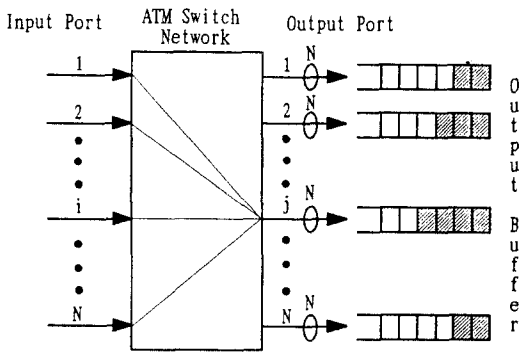 Input Port
ATM Switch
Network
Output Port
1
1
N
2
2
N
i
j
N
N
N
N
Output Buffer